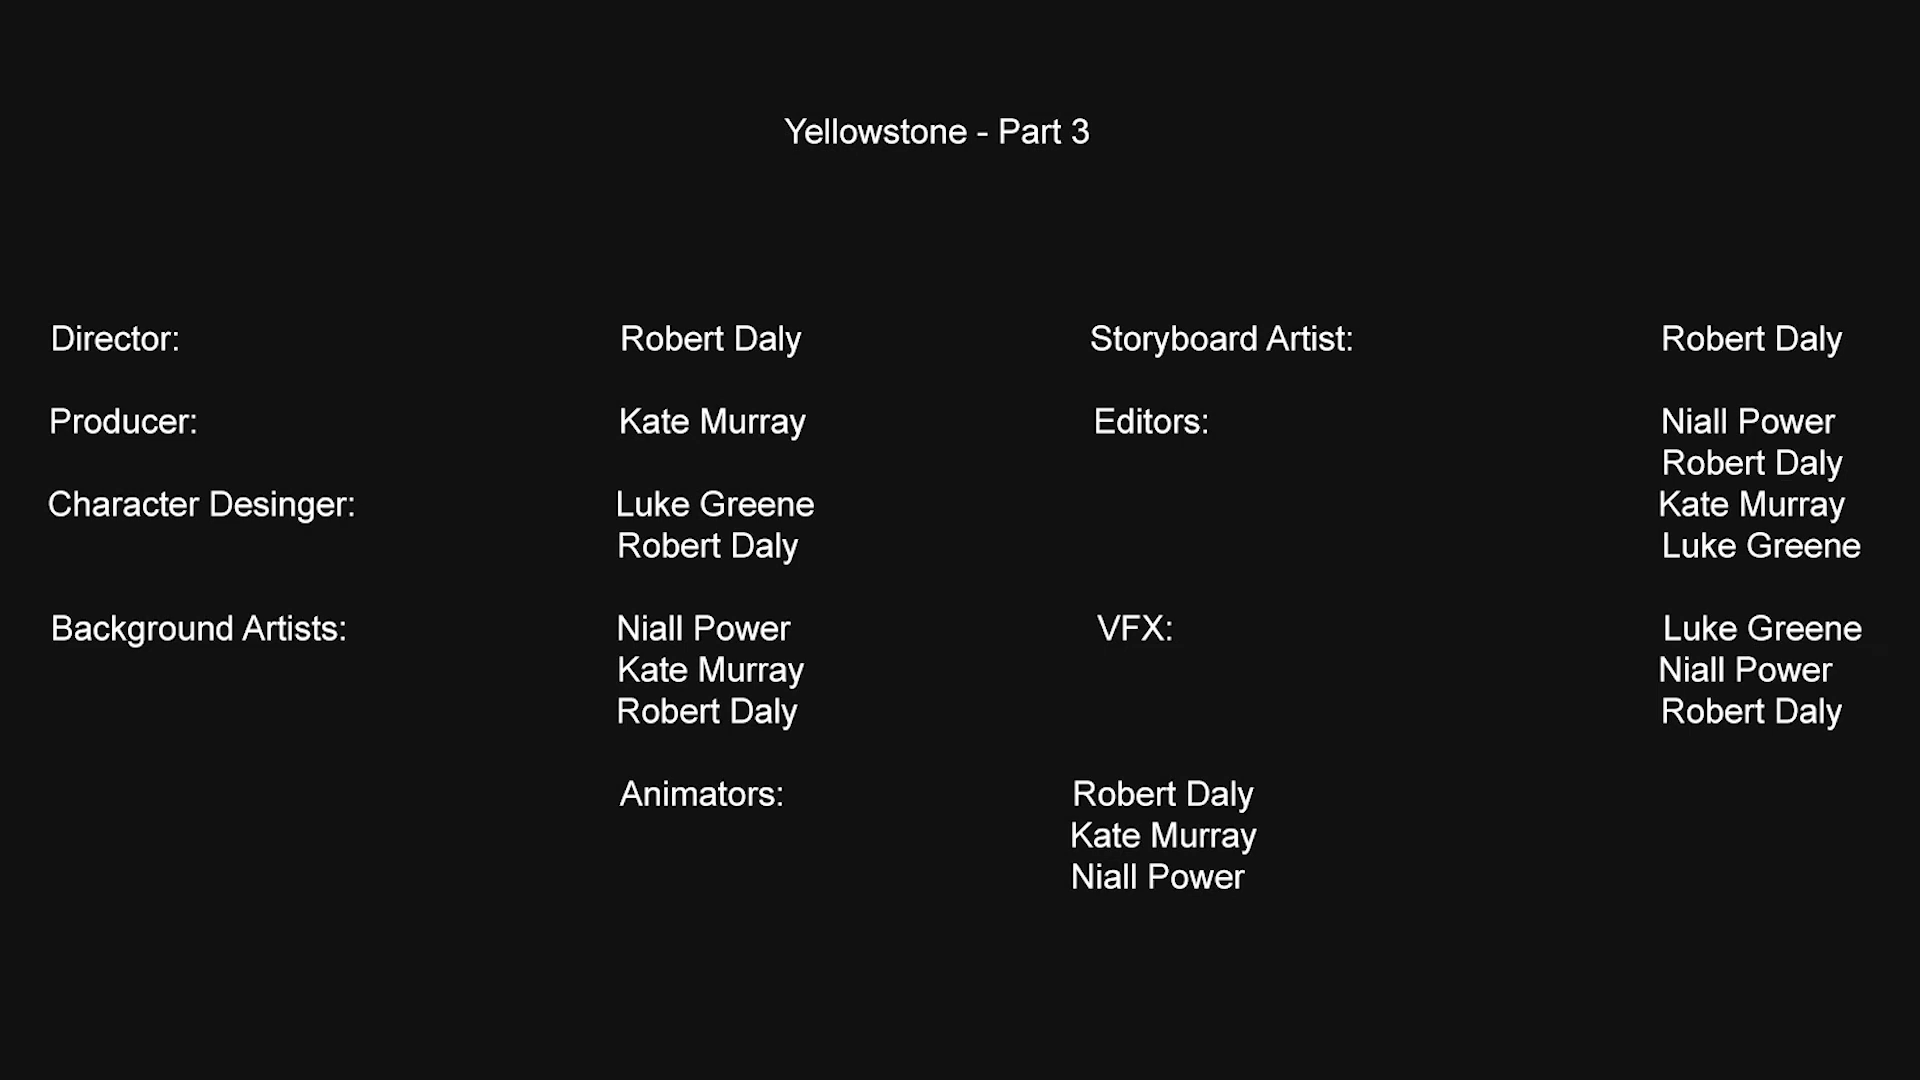 Yellowstone - Part 3
Director: Robert Daly Storyboard Artist: Robert Daly
Producer: Kate Murray Editors: Niall Power
Robert Daly
Character Desinger: Luke Greene Kate Murray
Robert Daly Luke Greene
Background Artists: Niall Power VFX: Luke Greene
Kate Murray Niall Power
Robert Daly Robert Daly
Animators: Robert Daly
Kate Murray
Niall Power